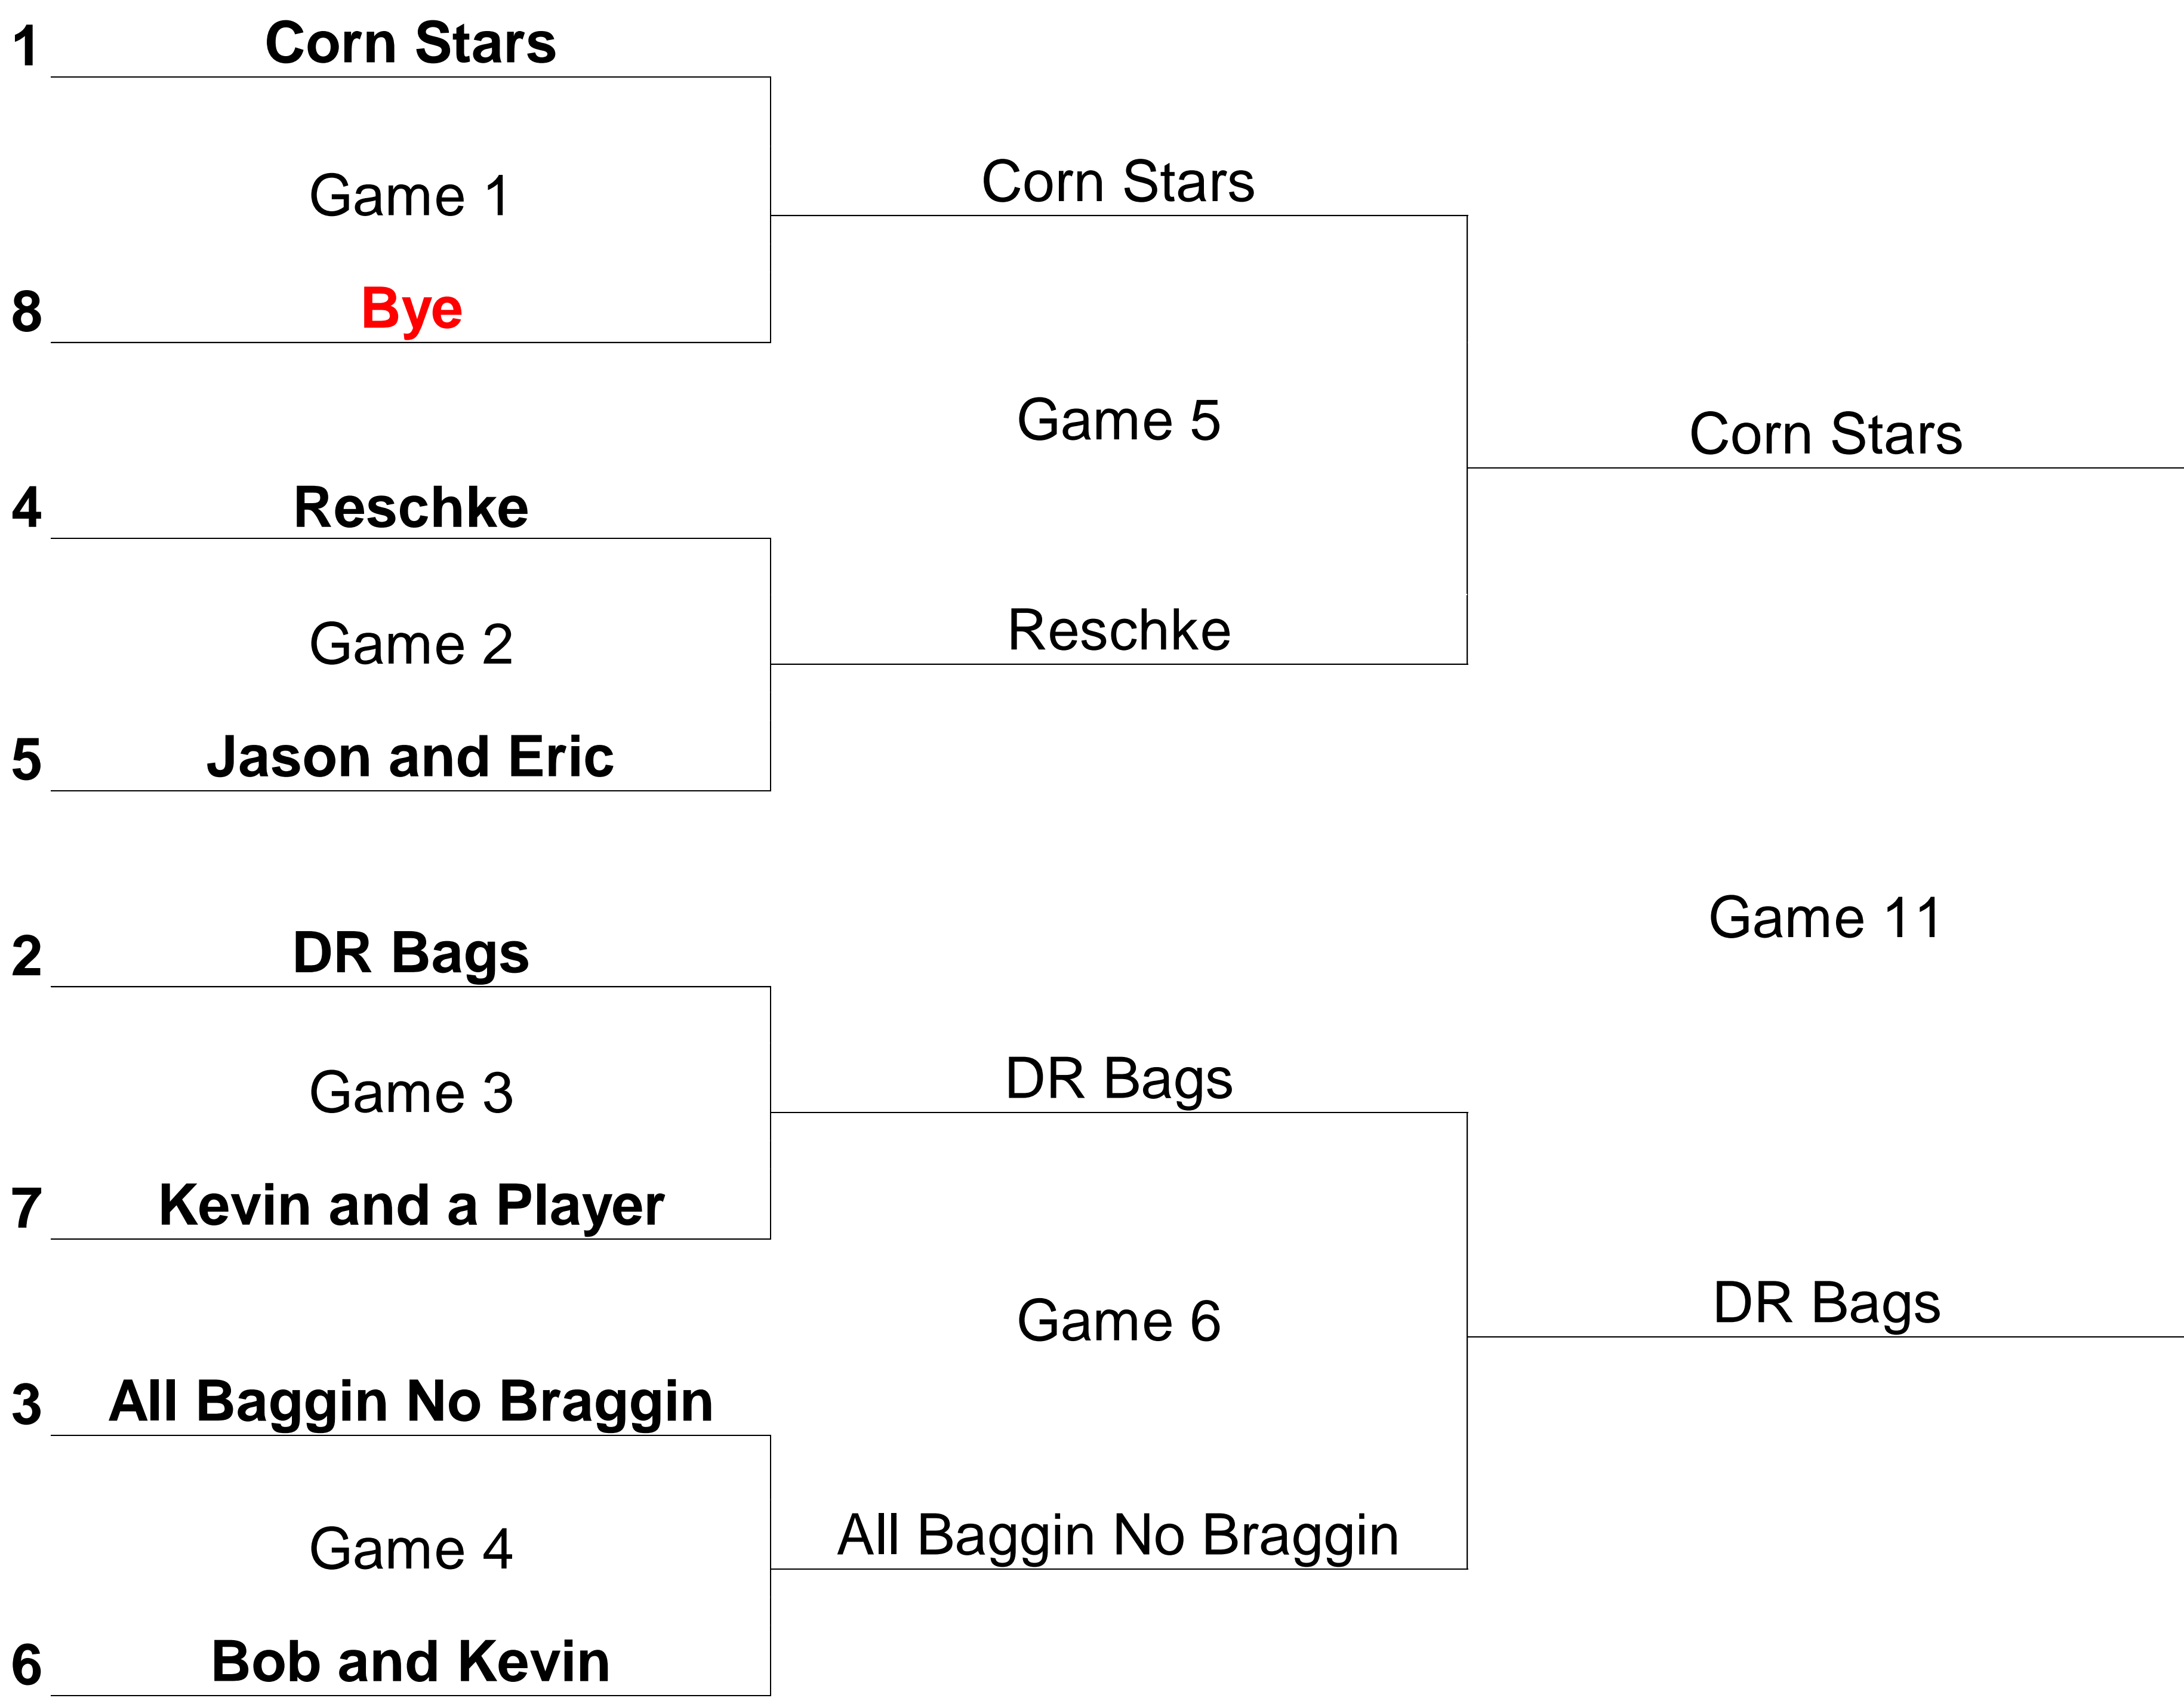 1 Corn Stars
Game 1
Corn Stars
8 Bye
Game 5
Corn Stars
4 Reschke
Game 2
Reschke
5 Jason and Eric
Game 11
2 DR Bags
Game 3
DR Bags
7 Kevin and a Player
Game 6
DR Bags
3 All Baggin No Braggin
Game 4
All Baggin No Braggin
6 Bob and Kevin